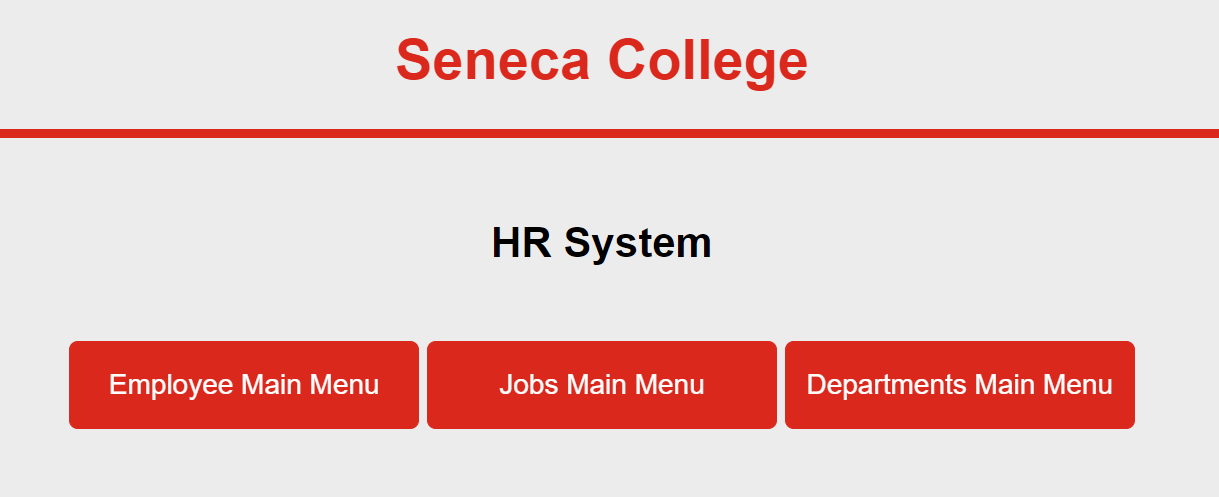 Seneca College
HR System
Employee Main Menu
Jobs Main Menu
Departments Main Menu